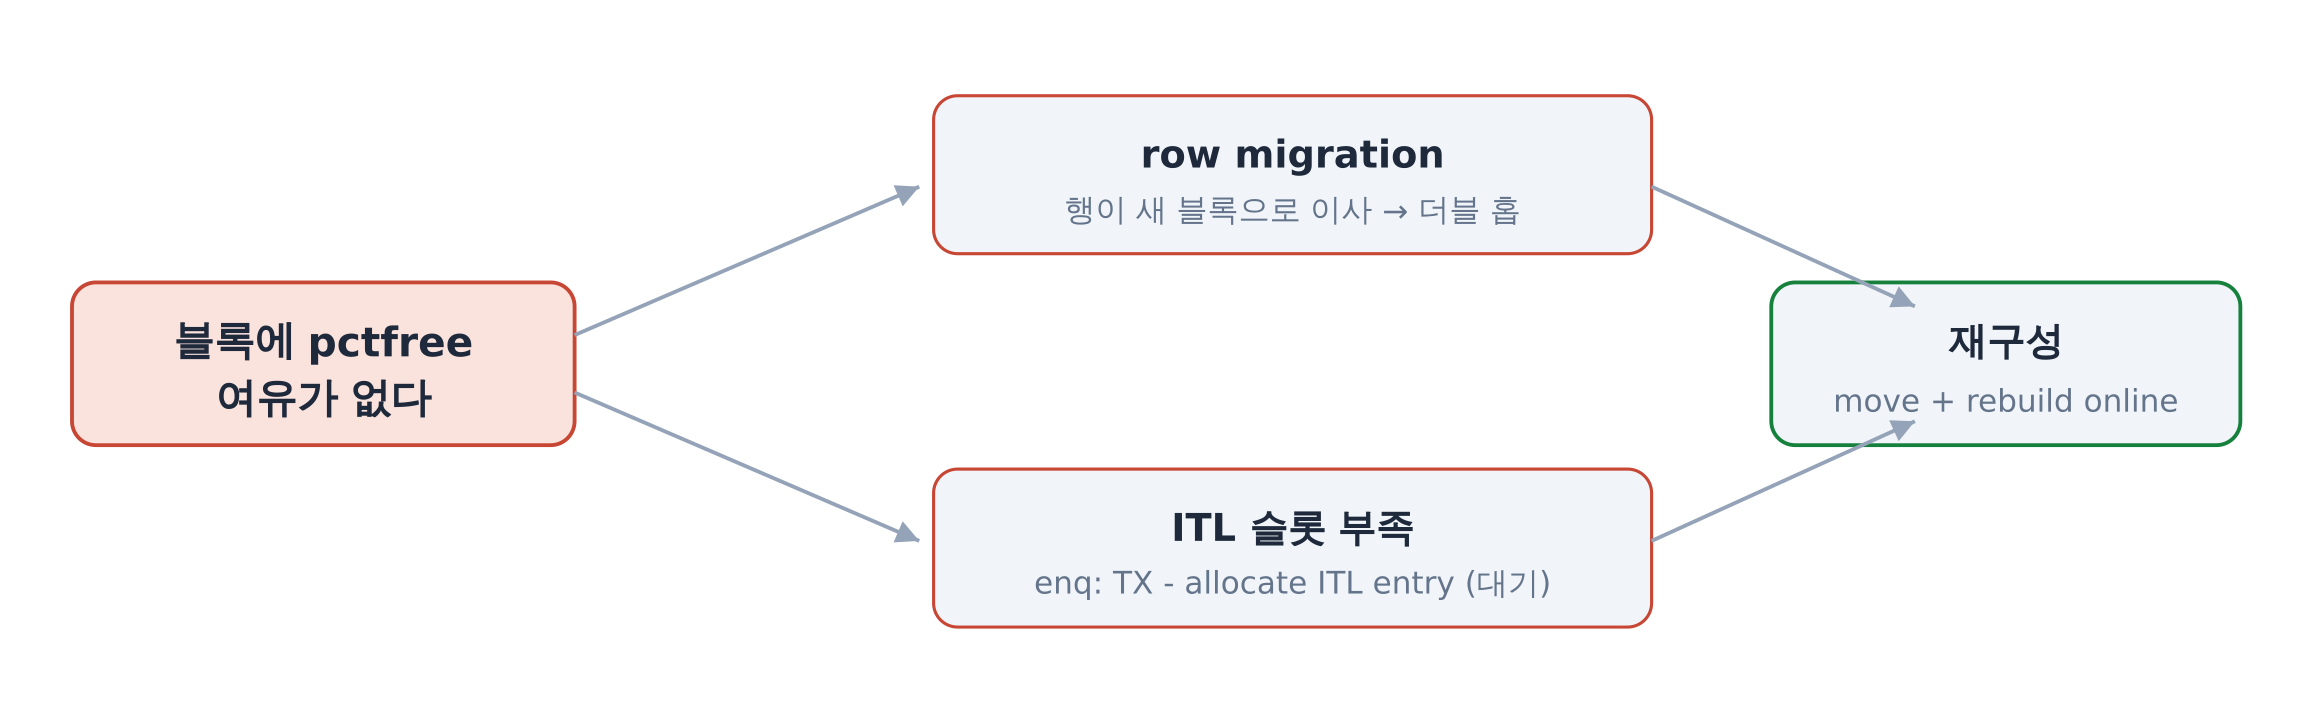 블록에 pctfree
여유가 없다
row migration
행이 새 블록으로 이사 → 더블 홉
ITL 슬롯 부족
enq: TX - allocate ITL entry (대기)
재구성
move + rebuild online